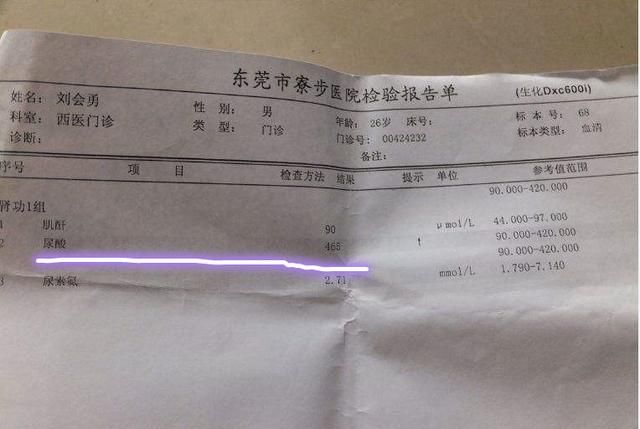 东莞市寮步医院检验报告单 (生化Dxc600i)
姓名: 刘会勇 性 别: 男 年龄: 26岁 床号: 标 本 号: 68
科室: 西医门诊 类 型: 门诊 门诊号: 00424232 标本类型: 血清
诊断: 备注:
序号 项 目 检查方法 结果 提示 单位 参考值范围
90.000-420.000
肾功1组
1 肌酐 90 μmol/L 44.000-97.000
2 尿酸 465 ↑ 90.000-420.000
90.000-420.000
3 尿素氮 2.71 mmol/L 1.790-7.140